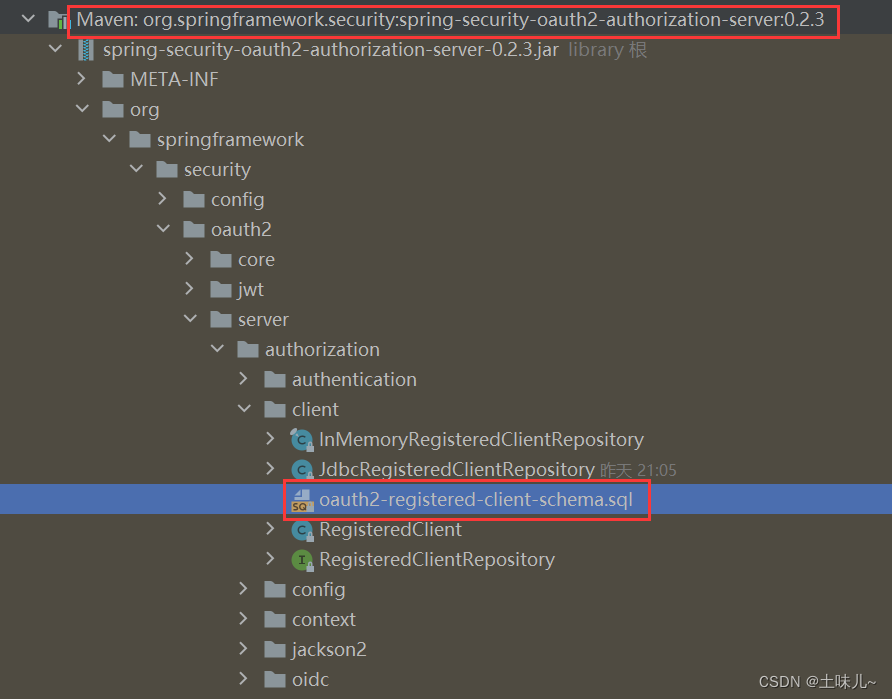 Maven: org.springframework.security:spring-security-oauth2-authorization-server:0.2.3
spring-security-oauth2-authorization-server-0.2.3.jar library 根
META-INF
org
springframework
security
config
oauth2
core
jwt
server
authorization
authentication
client
InMemoryRegisteredClientRepository
JdbcRegisteredClientRepository 昨天 21:05
oauth2-registered-client-schema.sql
RegisteredClient
RegisteredClientRepository
config
context
jackson2
oidc
CSDN @土味儿~